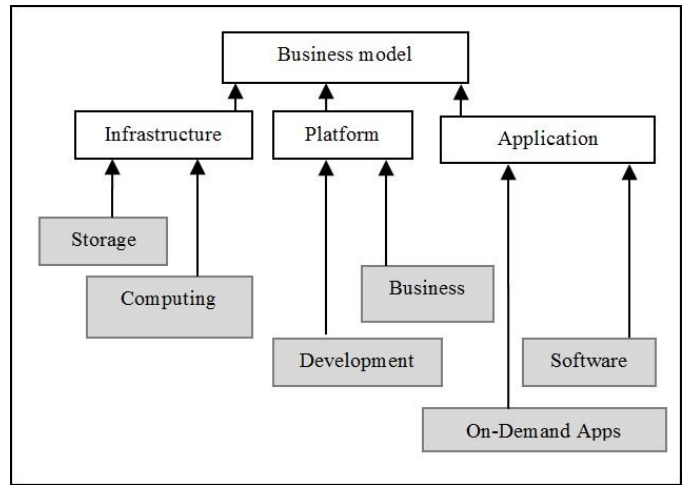 Business model
Infrastructure
Platform
Application
Storage
Computing
Business
Development
Software
On-Demand Apps